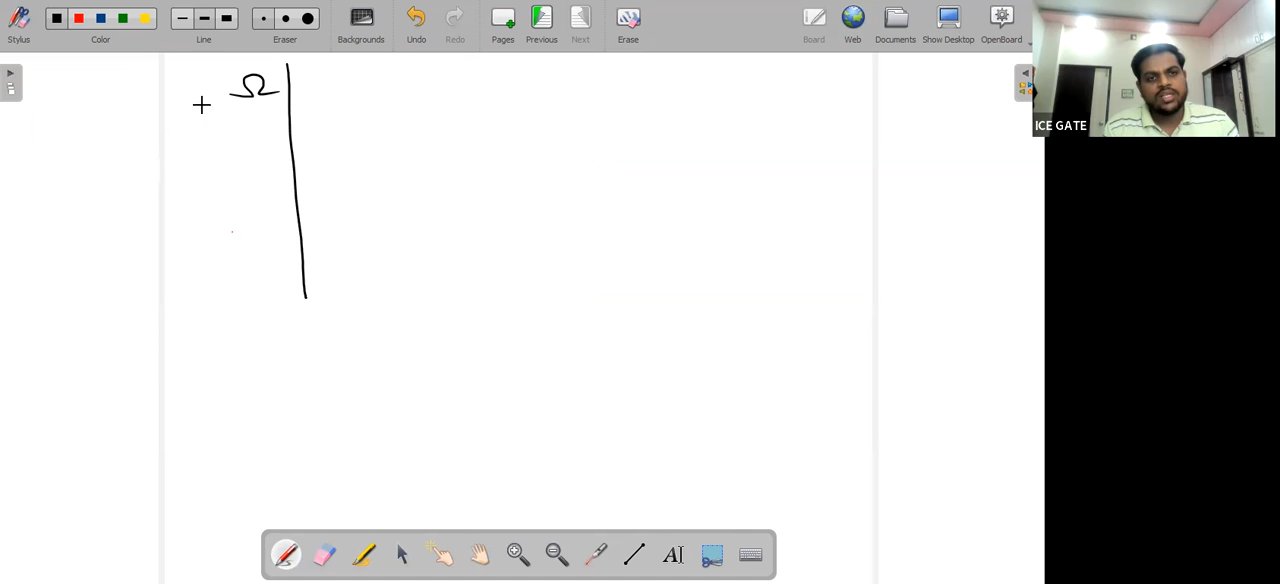 Stylus Color Line Eraser Backgrounds Undo Redo Pages Previous Next Erase Board Web Documents Show Desktop OpenBoard
Ω
ICE GATE